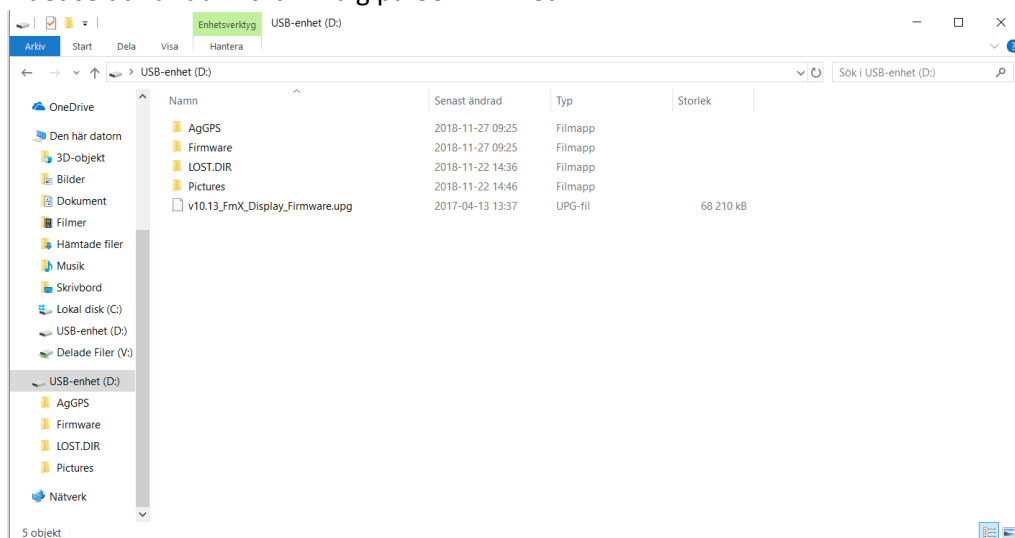 USB-enhet (D:)
Enhetsverktyg
Arkiv Start Dela Visa Hantera
USB-enhet (D:) Sök i USB-enhet (D:)
Namn Senast ändrad Typ Storlek
AgGPS 2018-11-27 09:25 Filmapp
Firmware 2018-11-27 09:25 Filmapp
LOST.DIR 2018-11-22 14:36 Filmapp
Pictures 2018-11-22 14:46 Filmapp
v10.13_FmX_Display_Firmware.upg 2017-04-13 13:37 UPG-fil 68 210 kB
OneDrive
Den här datorn
3D-objekt
Bilder
Dokument
Filmer
Hämtade filer
Musik
Skrivbord
Lokal disk (C:)
USB-enhet (D:)
Delade Filer (V:)
USB-enhet (D:)
AgGPS
Firmware
LOST.DIR
Pictures
Nätverk
5 objekt